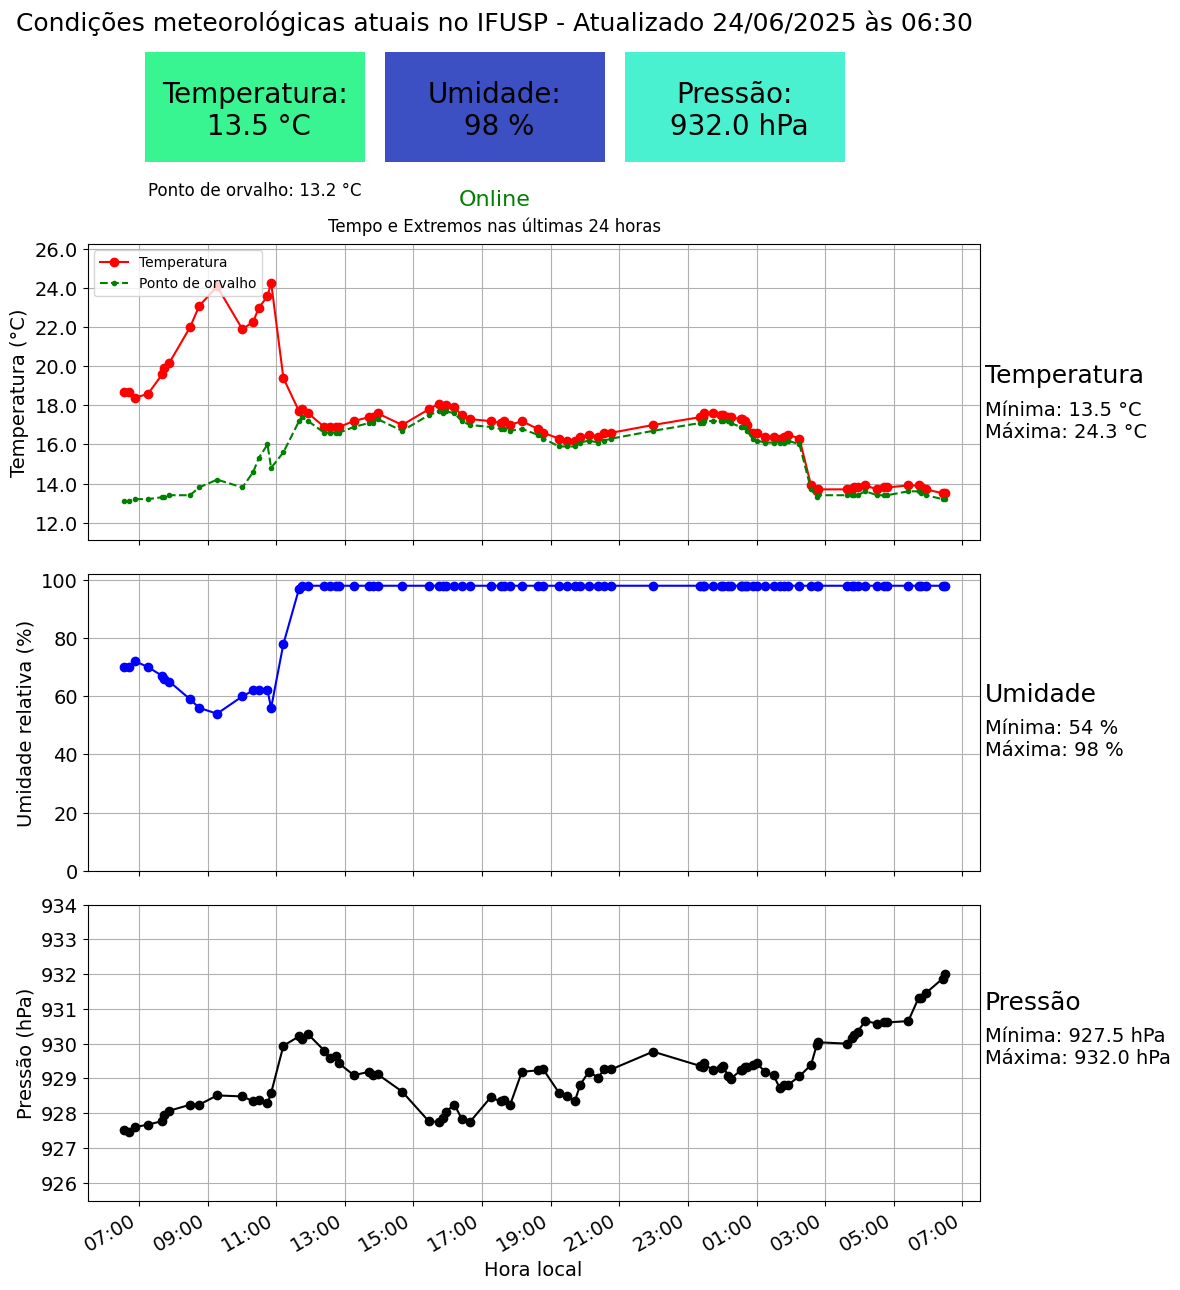 Condições meteorológicas atuais no IFUSP - Atualizado 24/06/2025 às 06:30
Temperatura:
13.5 °C
Umidade:
98 %
Pressão:
932.0 hPa
Ponto de orvalho: 13.2 °C
Online
Tempo e Extremos nas últimas 24 horas
Temperatura (°C)
26.0
24.0
22.0
20.0
18.0
16.0
14.0
12.0
Temperatura
Ponto de orvalho
Temperatura
Mínima: 13.5 °C
Máxima: 24.3 °C
Umidade relativa (%)
100
80
60
40
20
0
Umidade
Mínima: 54 %
Máxima: 98 %
Pressão (hPa)
934
933
932
931
930
929
928
927
926
Pressão
Mínima: 927.5 hPa
Máxima: 932.0 hPa
07:00 09:00 11:00 13:00 15:00 17:00 19:00 21:00 23:00 01:00 03:00 05:00 07:00
Hora local